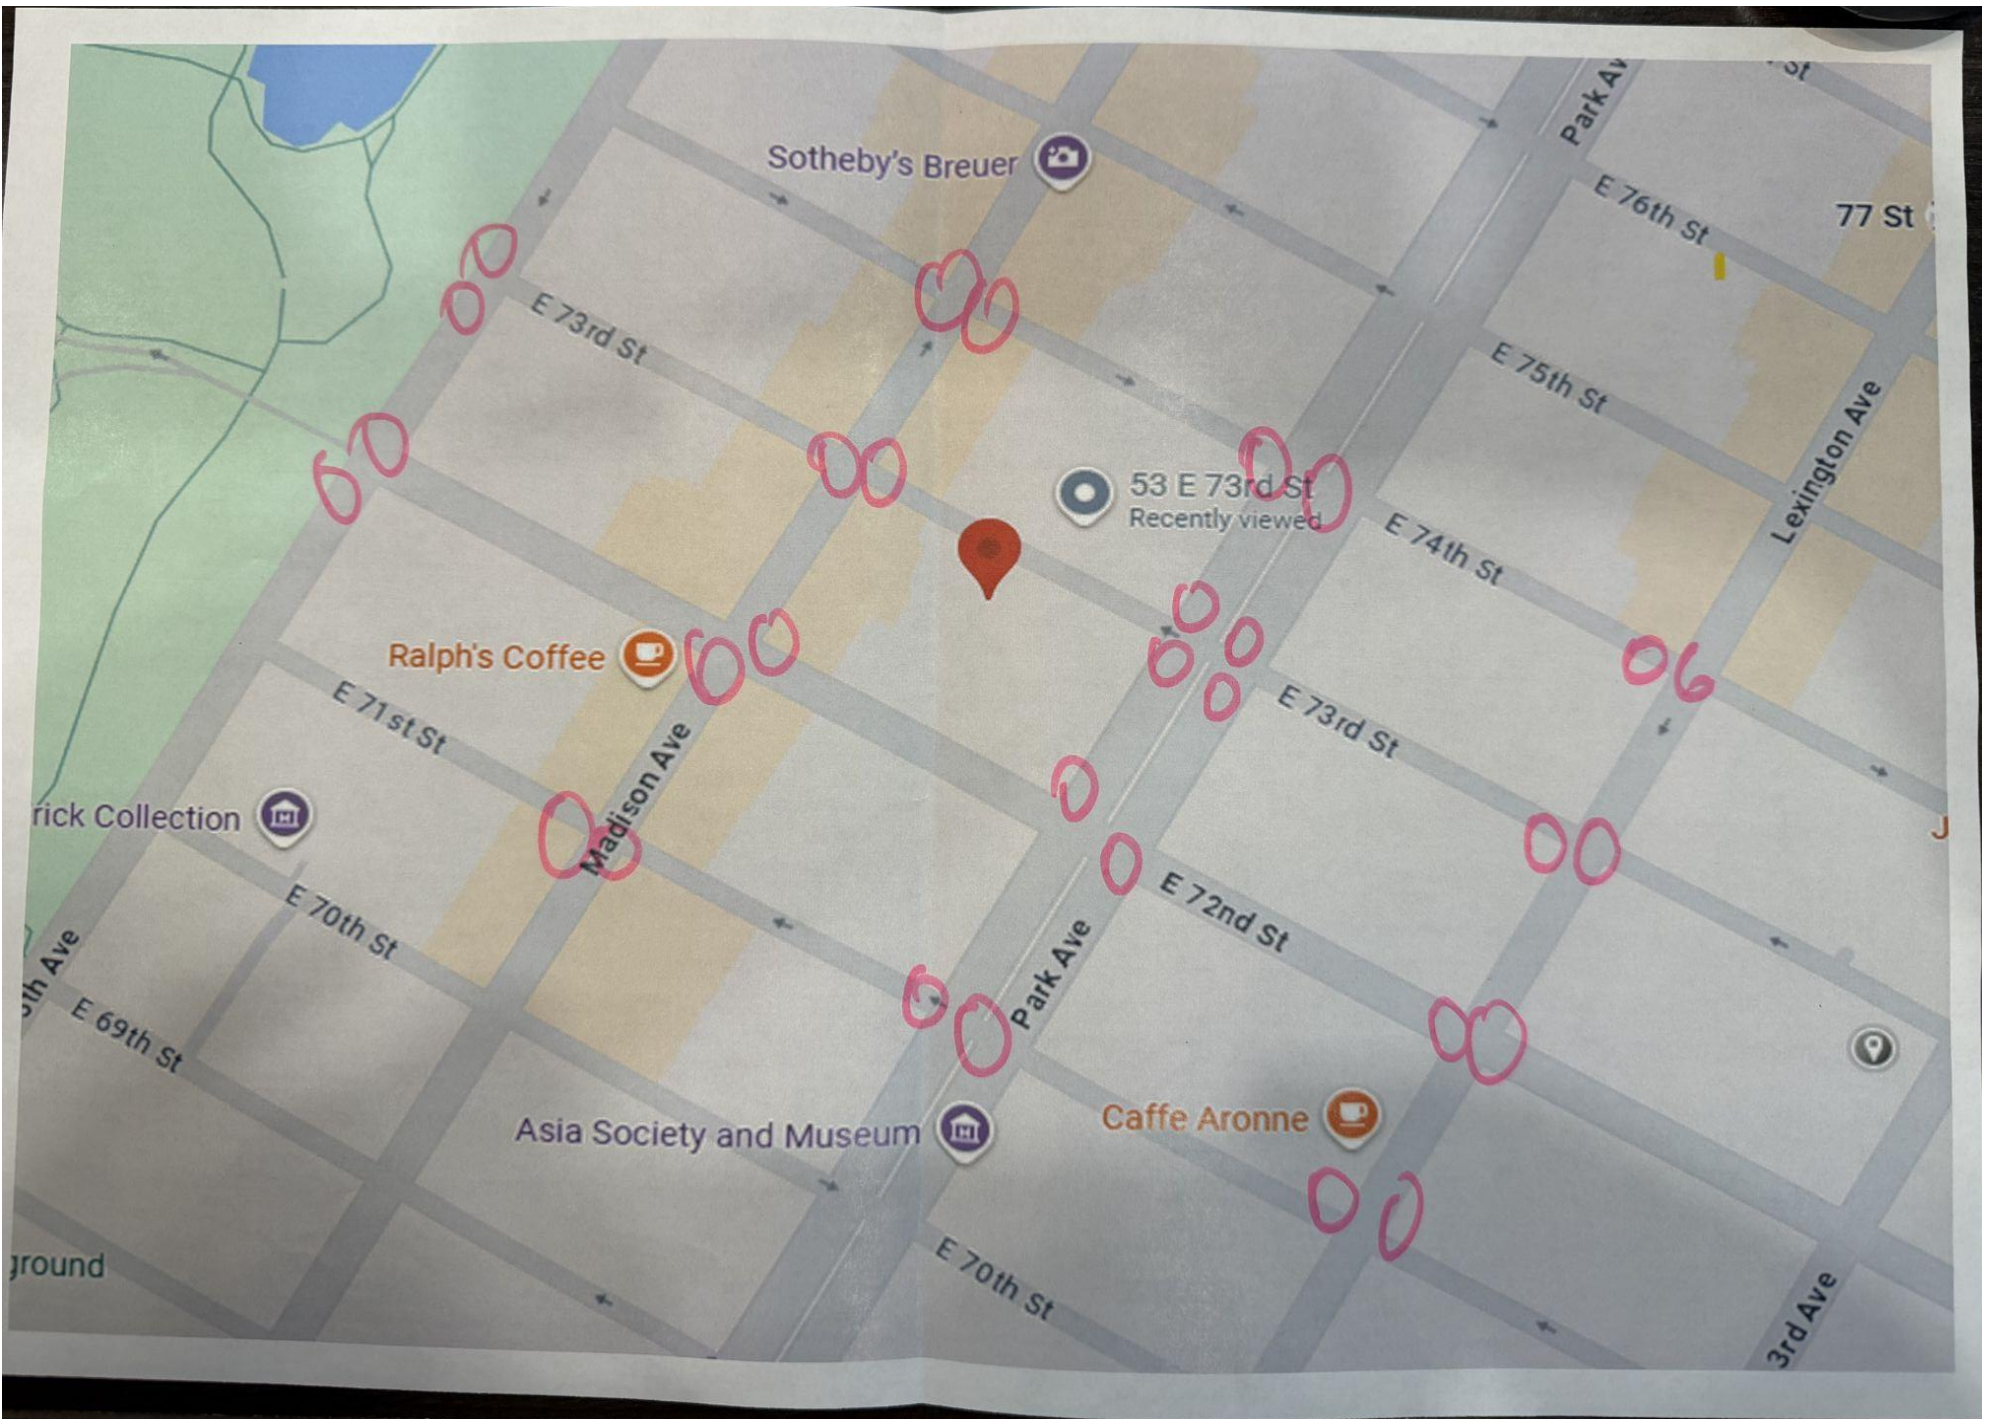 Park Av
St
Sotheby's Breuer
E 76th St
77 St
E 73rd St
E 75th St
Lexington Ave
53 E 73rd St
Recently viewed
E 74th St
Ralph's Coffee
E 71st St
E 73rd St
Madison Ave
rick Collection
J
E 70th St
E 72nd St
Park Ave
th Ave
E 69th St
Caffe Aronne
Asia Society and Museum
ground
E 70th St
3rd Ave